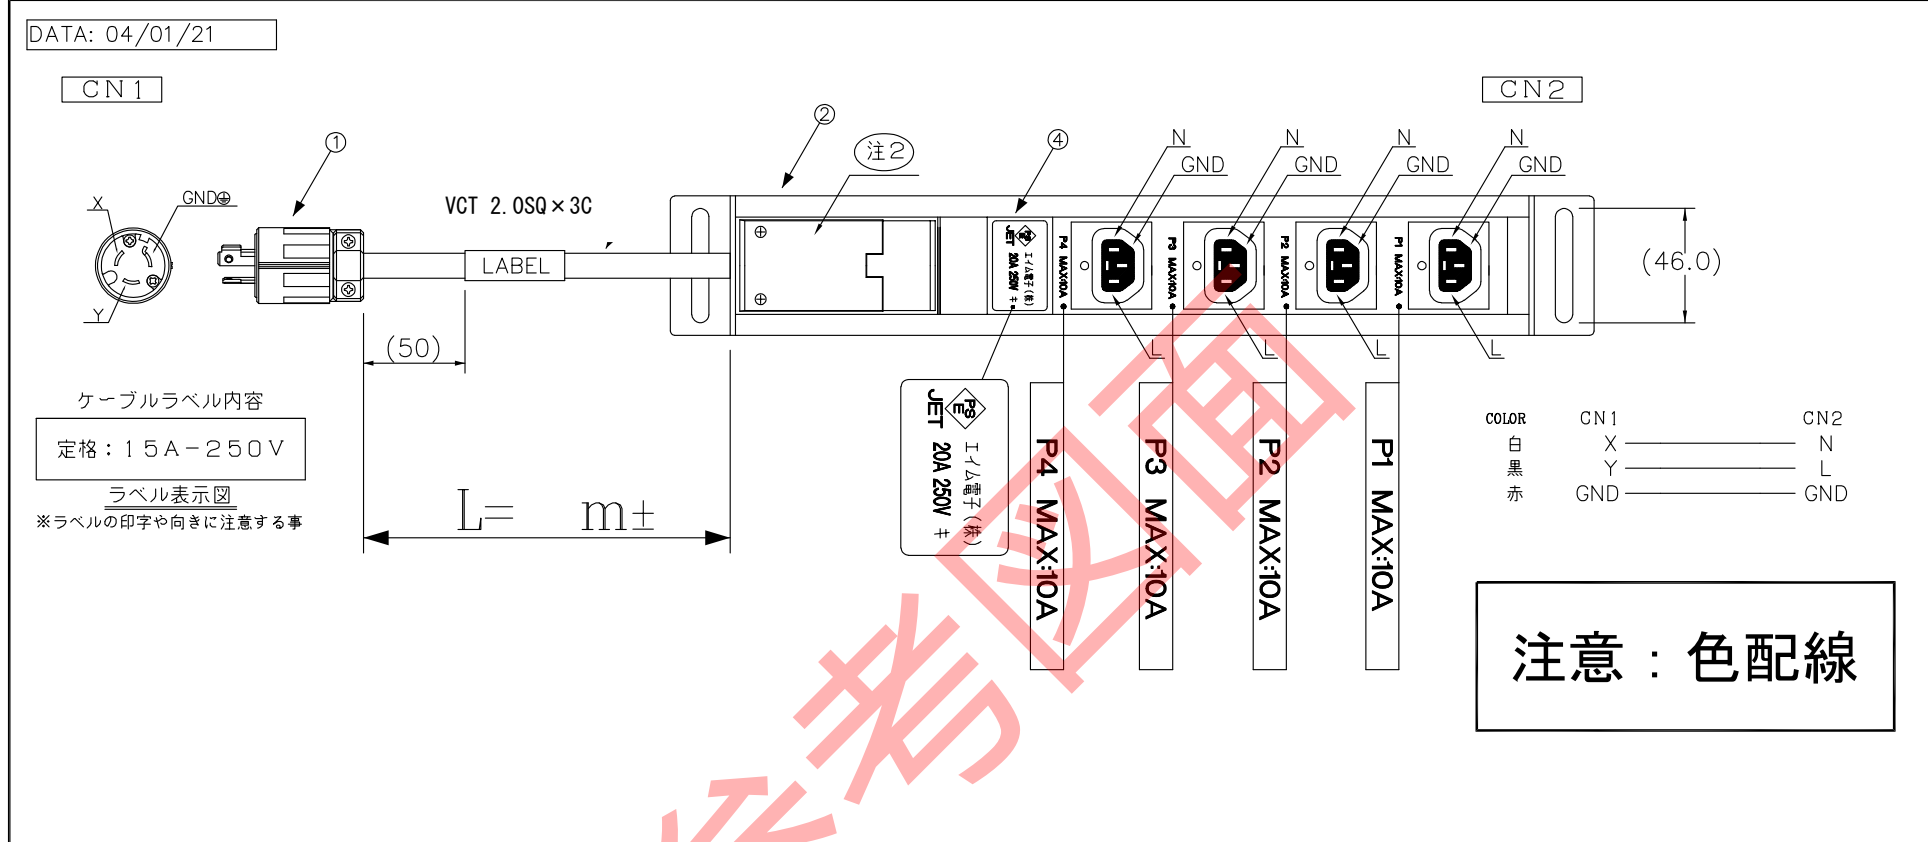 DATA: 04/01/21
CN1
CN2
①
②
注2
④
N
GND
N
GND
N
GND
N
GND
X
GND
Y
VCT 2.0SQ×3C
LABEL
JET
エイム電子(株)
20A 250V
P4 MAX:10A
P3 MAX:10A
P2 MAX:10A
P1 MAX:10A
(46.0)
L
L
L
L
(50)
ケーブルラベル内容
定格:15A-250V
ラベル表示図
※ラベルの印字や向きに注意する事
L= m±
PSE
JET
エイム電子(株)
20A 250V
P4 MAX:10A
P3 MAX:10A
P2 MAX:10A
P1 MAX:10A
COLOR CN1 CN2
白 X N
黒 Y L
赤 GND GND
注意:色配線
参考図面